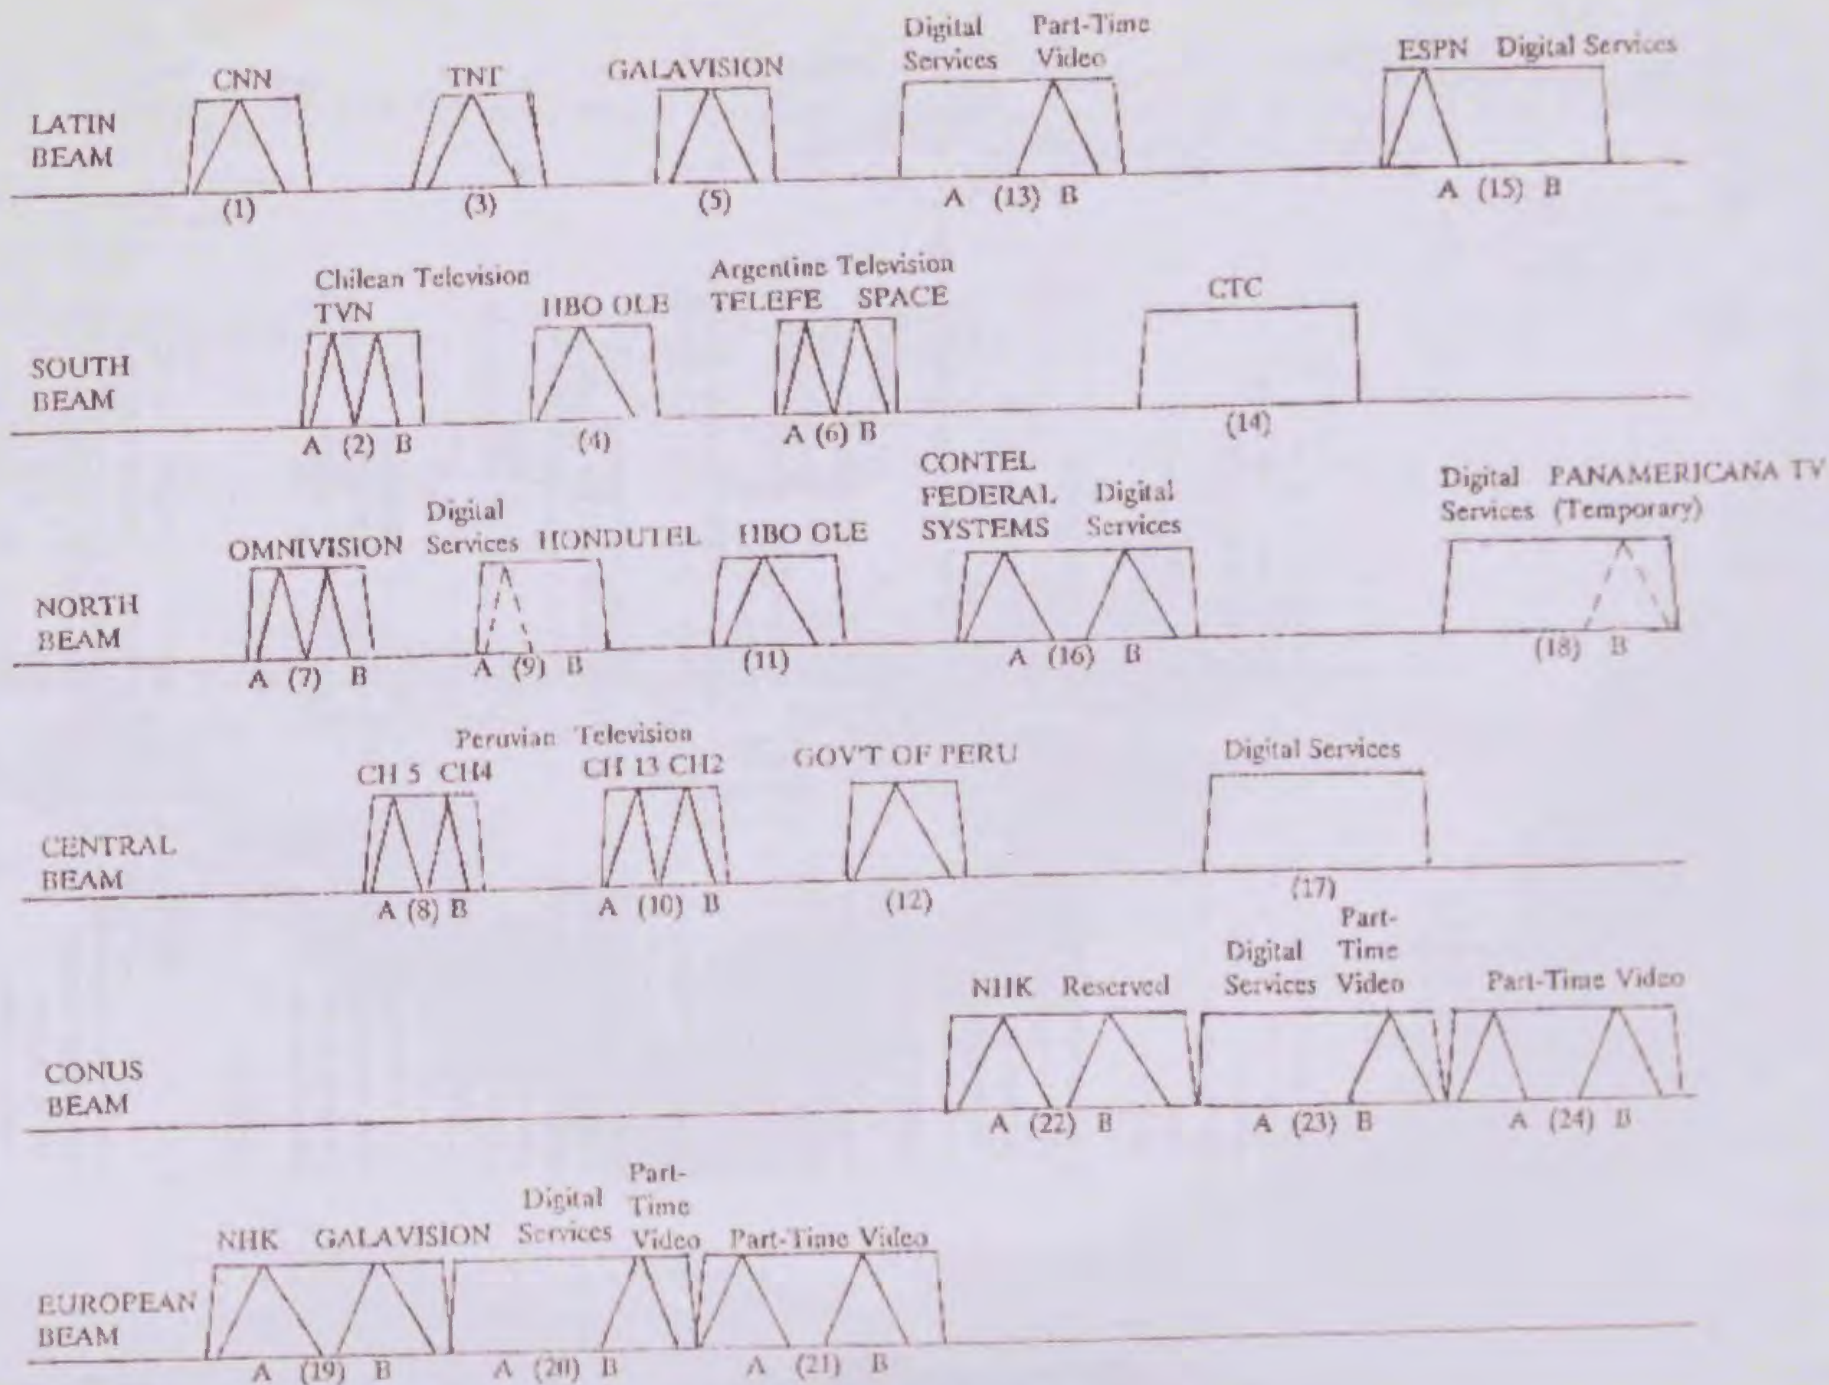 CNN TNT GALAVISION Digital Services Part-Time Video ESPN Digital Services
LATIN BEAM
(1) (3) (5) A (13) B A (15) B
Chilean Television Argentine Television
TVN HBO OLE TELEFE SPACE CTC
SOUTH BEAM
A (2) B (4) A (6) B (14)
OMNIVISION Digital Services HONDUTEL HBO OLE CONTEL FEDERAL SYSTEMS Digital Services Digital Services PANAMERICANA TV (Temporary)
NORTH BEAM
A (7) B A (9) B (11) A (16) B (18) B
Peruvian Television
CH 5 CH4 CH 13 CH2 GOV'T OF PERU Digital Services
CENTRAL BEAM
A (8) B A (10) B (12) (17)
NHK Reserved Digital Services Part-Time Video Part-Time Video
CONUS BEAM
A (22) B A (23) B A (24) B
NHK GALAVISION Digital Services Part-Time Video Part-Time Video
EUROPEAN BEAM
A (19) B A (20) B A (21) B